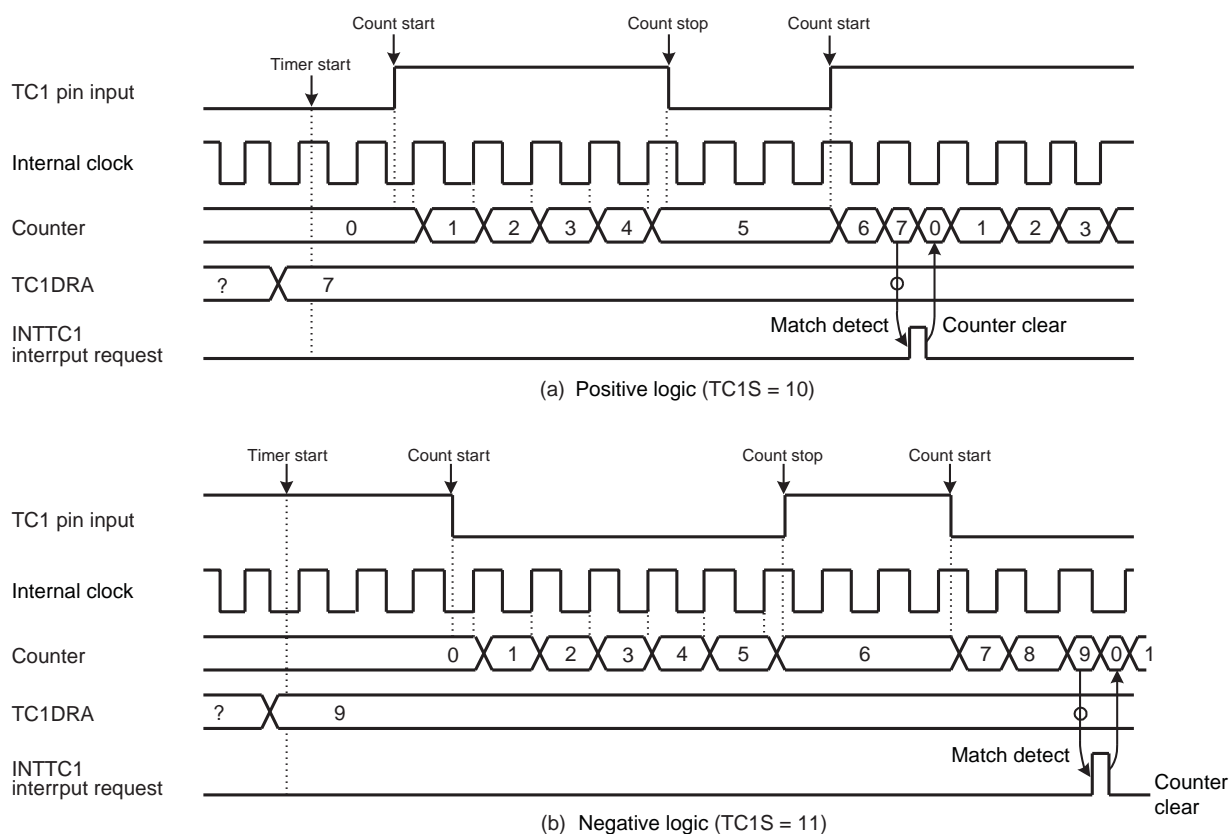 Count start Count stop Count start
Timer start
TC1 pin input
Internal clock
Counter 0 1 2 3 4 5 6 7 0 1 2 3
TC1DRA ? 7
Match detect Counter clear
INTTC1
interrput request
(a) Positive logic (TC1S = 10)
Timer start Count start Count stop Count start
TC1 pin input
Internal clock
Counter 0 1 2 3 4 5 6 7 8 9 0 1
TC1DRA ? 9
Match detect
INTTC1
interrput request
Counter
clear
(b) Negative logic (TC1S = 11)